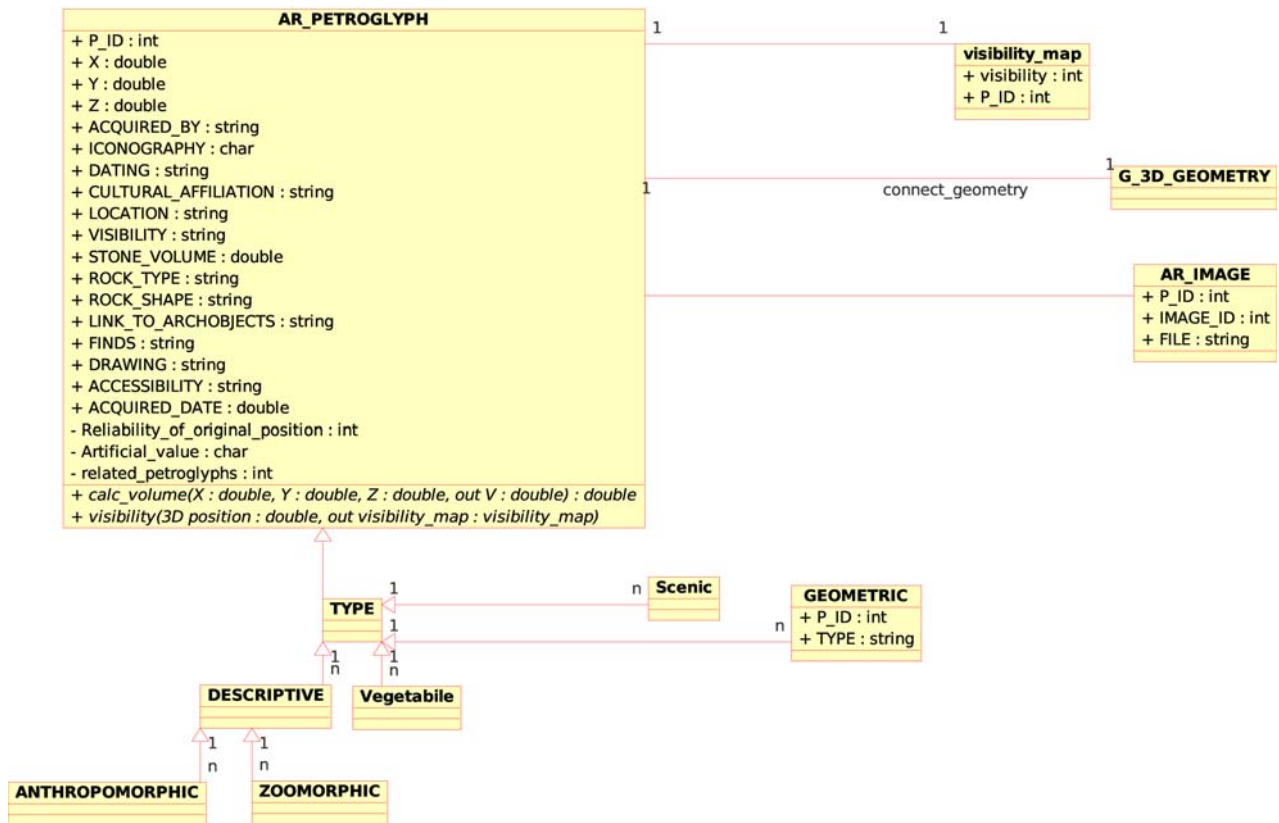 AR_PETROGLYPH
+ P_ID : int
+ X : double
+ Y : double
+ Z : double
+ ACQUIRED_BY : string
+ ICONOGRAPHY : char
+ DATING : string
+ CULTURAL_AFFILIATION : string
+ LOCATION : string
+ VISIBILITY : string
+ STONE_VOLUME : double
+ ROCK_TYPE : string
+ ROCK_SHAPE : string
+ LINK_TO_ARCHOBJECTS : string
+ FINDS : string
+ DRAWING : string
+ ACCESSIBILITY : string
+ ACQUIRED_DATE : double
- Reliability_of_original_position : int
- Artificial_value : char
- related_petroglyphs : int
+ calc_volume(X : double, Y : double, Z : double, out V : double) : double
+ visibility(3D position : double, out visibility_map : visibility_map)
1 1
visibility_map
+ visibility : int
+ P_ID : int
1
1
connect_geometry
G_3D_GEOMETRY
AR_IMAGE
+ P_ID : int
+ IMAGE_ID : int
+ FILE : string
TYPE
1 n
Scenic
1 n
GEOMETRIC
+ P_ID : int
+ TYPE : string
1
n
1
n
DESCRIPTIVE
Vegetabile
1
n
1
n
ANTHROPOMORPHIC
ZOOMORPHIC